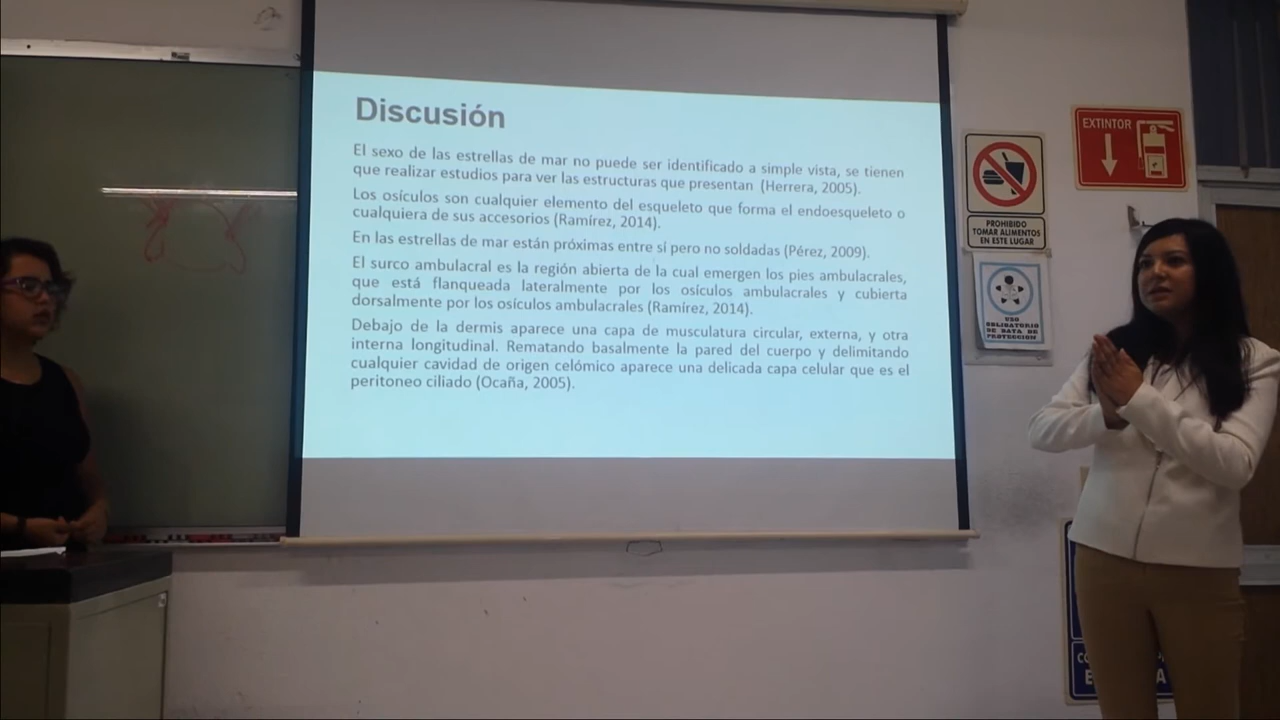 Discusión
El sexo de las estrellas de mar no puede ser identificado a simple vista, se tienen
que realizar estudios para ver las estructuras que presentan (Herrera, 2005).
Los osículos son cualquier elemento del esqueleto que forma el endoesqueleto o
cualquiera de sus accesorios (Ramírez, 2014).
En las estrellas de mar están próximas entre sí pero no soldadas (Pérez, 2009).
El surco ambulacral es la región abierta de la cual emergen los pies ambulacrales,
que está flanqueada lateralmente por los osículos ambulacrales y cubierta
dorsalmente por los osículos ambulacrales (Ramírez, 2014).
Debajo de la dermis aparece una capa de musculatura circular, externa, y otra
interna longitudinal. Rematando basalmente la pared del cuerpo y delimitando
cualquier cavidad de origen celómico aparece una delicada capa celular que es el
peritoneo ciliado (Ocaña, 2005).
EXTINTOR
PROHIBIDO
TOMAR ALIMENTOS
EN ESTE LUGAR
USO
OBLIGATORIO
DE BATA DE
PROTECCION